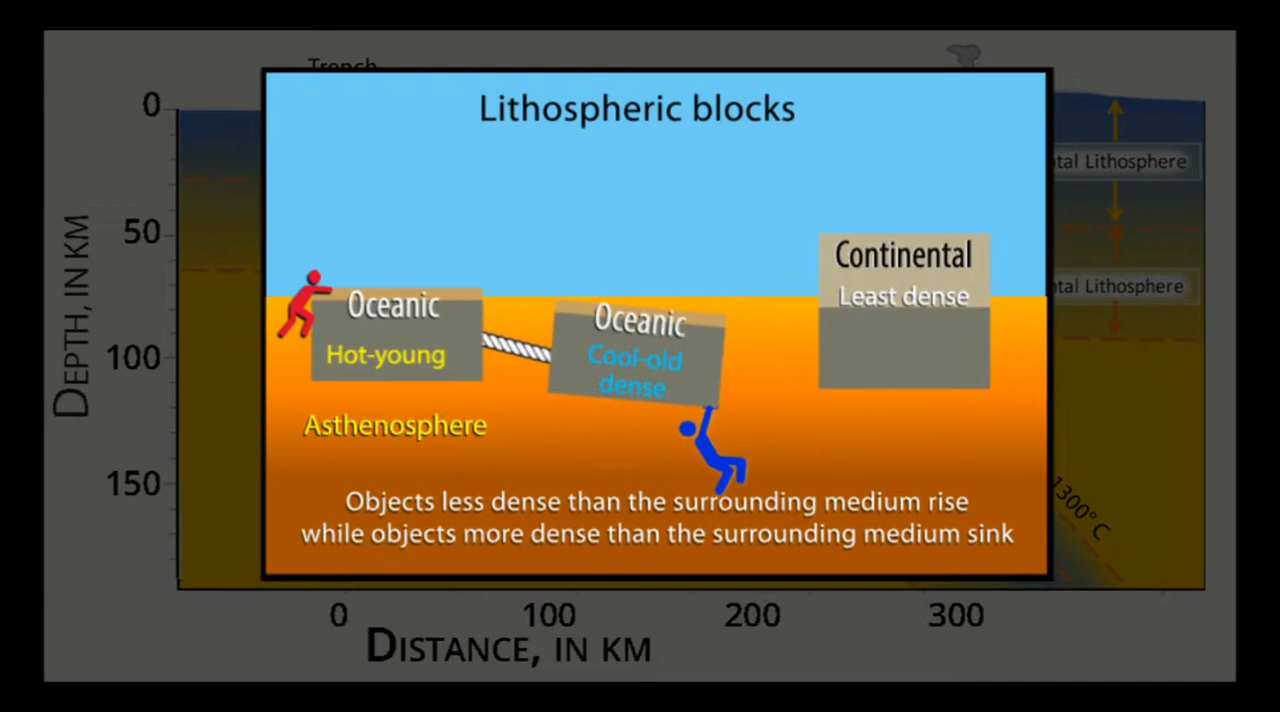 Trench
Lithospheric blocks
0
50
100
150
DEPTH, IN KM
Oceanic
Hot-young
Oceanic
Cool-old
dense
Continental
Least dense
Asthenosphere
Objects less dense than the surrounding medium rise
while objects more dense than the surrounding medium sink
Lithosphere
Lithosphere
1300° C
0 100 200 300
DISTANCE, IN KM